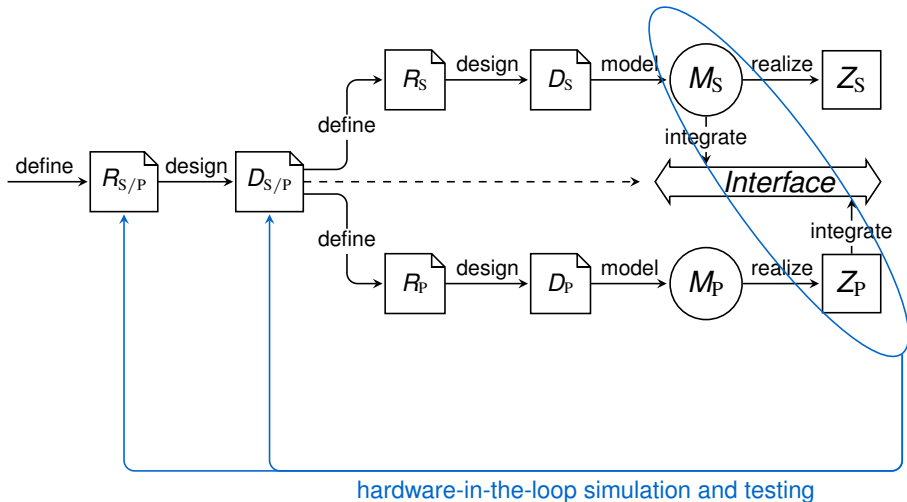 R_S design D_S model M_S realize Z_S
define integrate
define R_S/P design D_S/P Interface
define integrate
R_P design D_P model M_P realize Z_P
hardware-in-the-loop simulation and testing